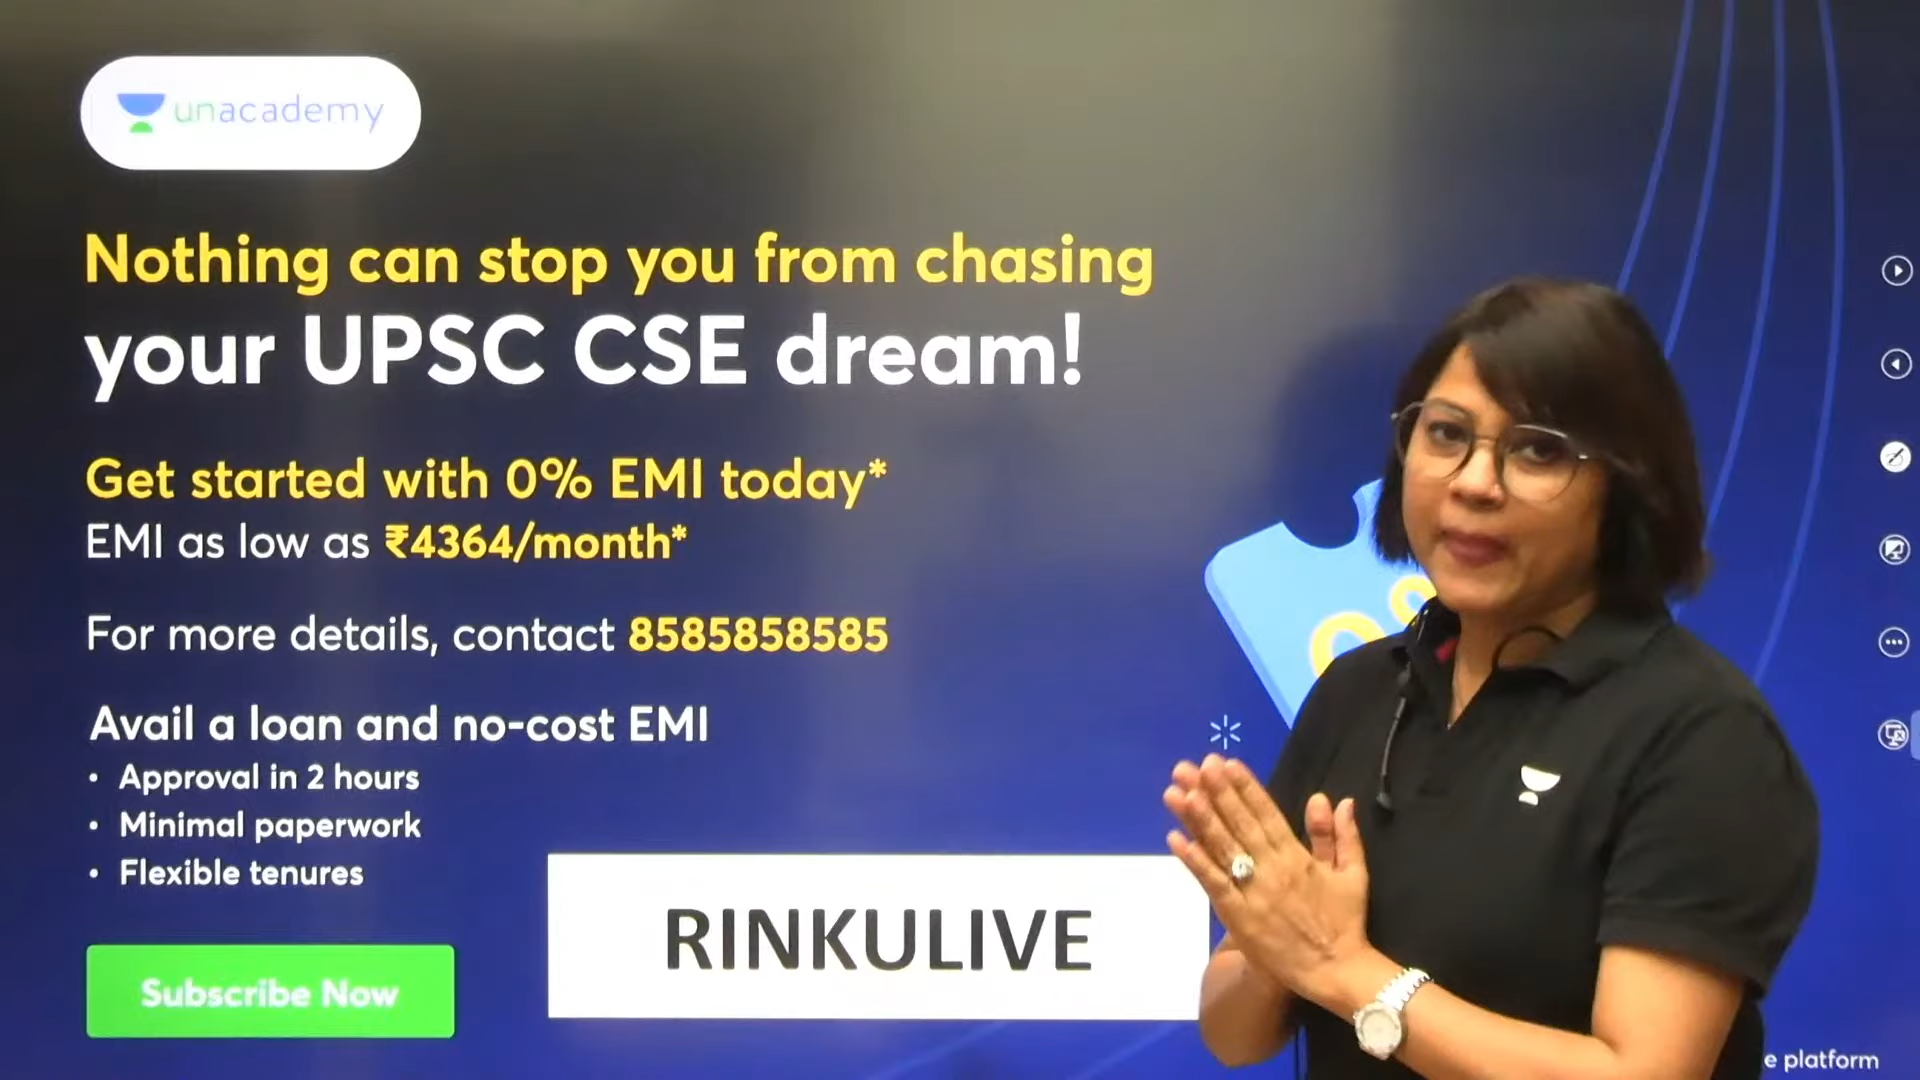 unacademy
Nothing can stop you from chasing
your UPSC CSE dream!
Get started with 0% EMI today*
EMI as low as ₹4364/month*
For more details, contact 8585858585
Avail a loan and no-cost EMI
• Approval in 2 hours
• Minimal paperwork
• Flexible tenures
Subscribe Now
RINKULIVE
e platform